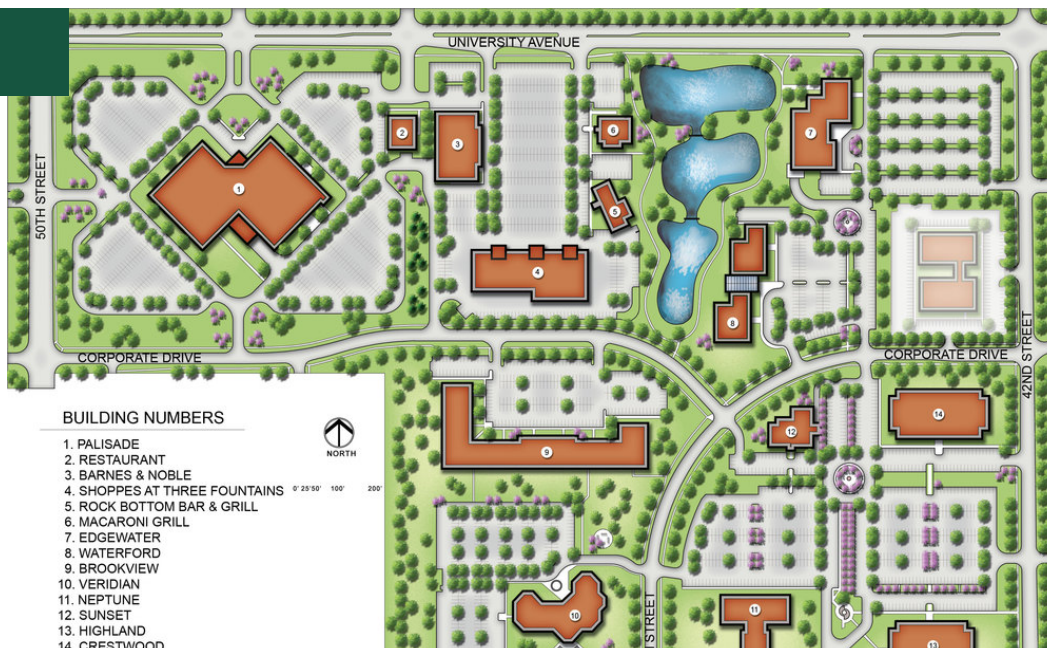 UNIVERSITY AVENUE
50TH STREET
42ND STREET
CORPORATE DRIVE
CORPORATE DRIVE
STREET
1
2
3
4
5
6
7
8
9
10
11
12
13
14
BUILDING NUMBERS
1. PALISADE
2. RESTAURANT
3. BARNES & NOBLE
4. SHOPPES AT THREE FOUNTAINS
5. ROCK BOTTOM BAR & GRILL
6. MACARONI GRILL
7. EDGEWATER
8. WATERFORD
9. BROOKVIEW
10. VERIDIAN
11. NEPTUNE
12. SUNSET
13. HIGHLAND
14. CRESTWOOD
NORTH
0' 25'50' 100' 200'